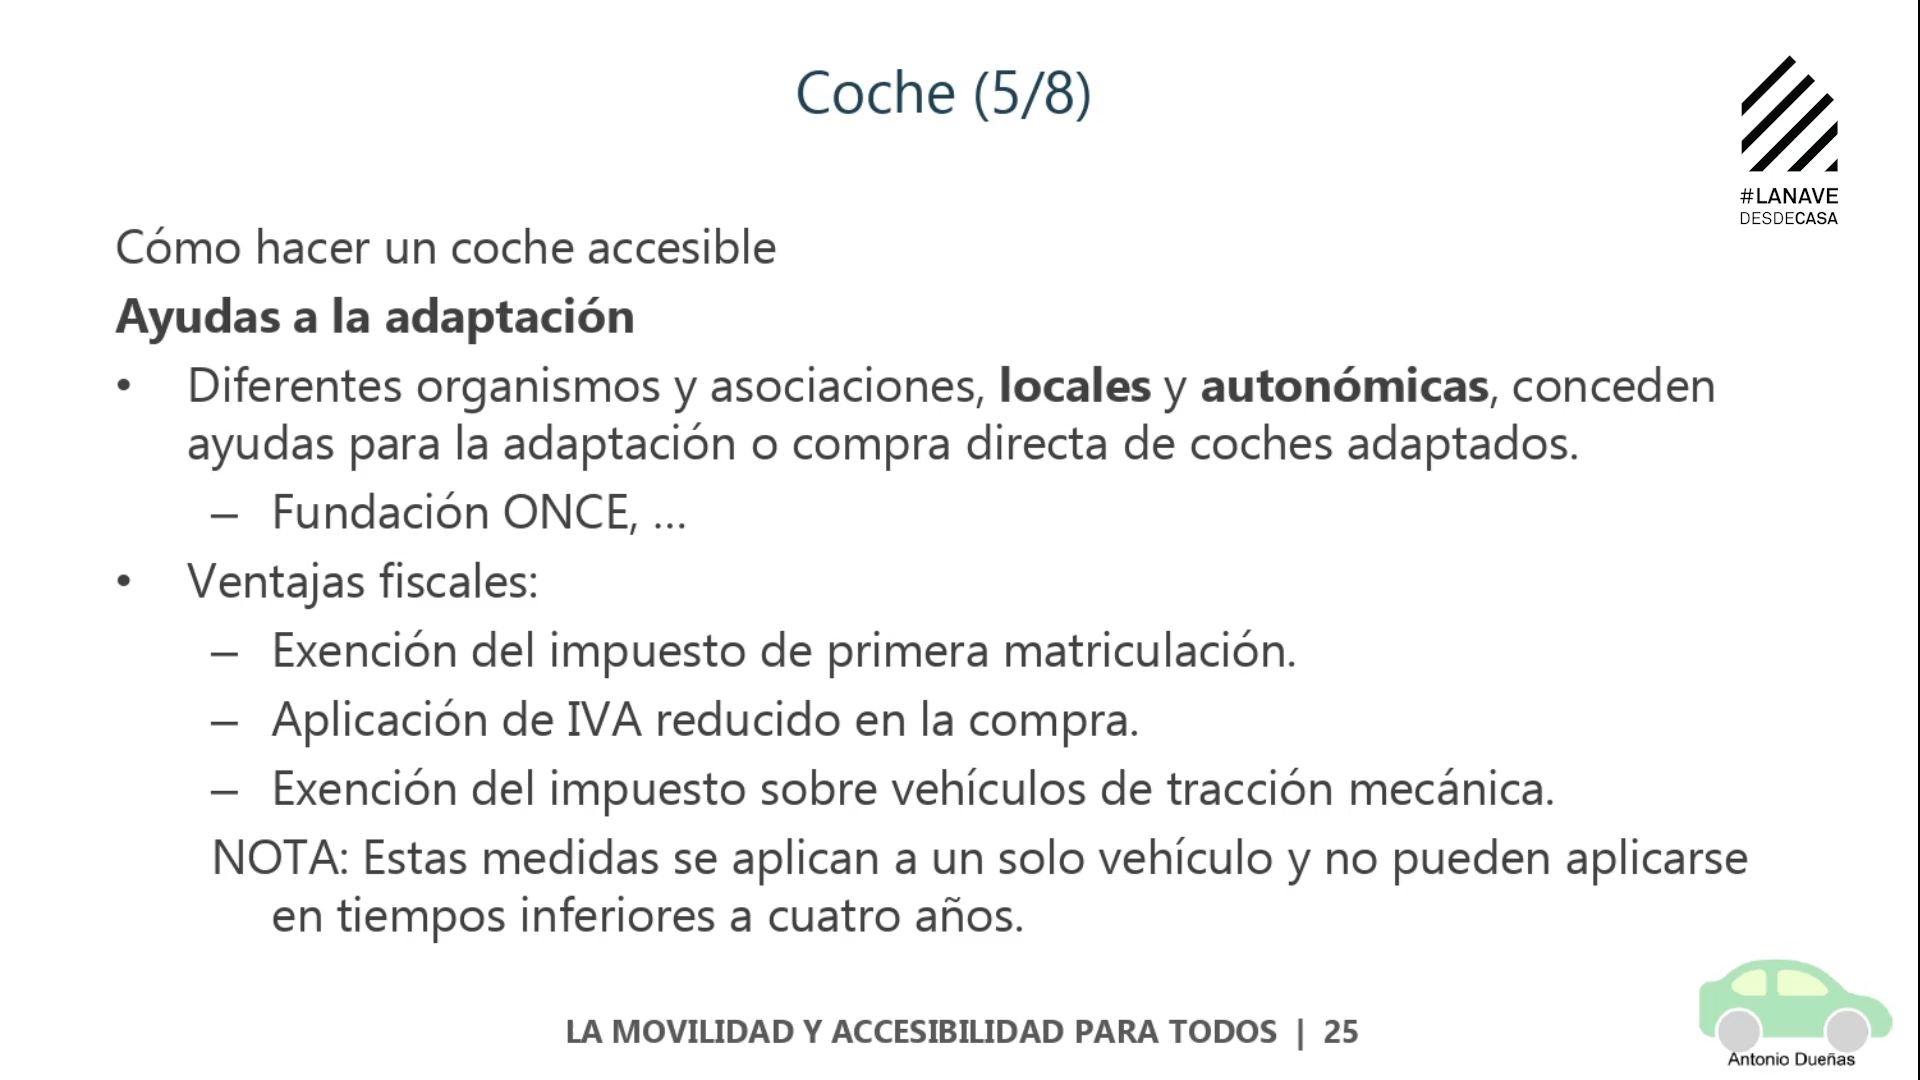 Coche (5/8)
#LANAVE
DESDECASA
Cómo hacer un coche accesible
Ayudas a la adaptación
• Diferentes organismos y asociaciones, locales y autonómicas, conceden
ayudas para la adaptación o compra directa de coches adaptados.
– Fundación ONCE, ...
• Ventajas fiscales:
– Exención del impuesto de primera matriculación.
– Aplicación de IVA reducido en la compra.
– Exención del impuesto sobre vehículos de tracción mecánica.
NOTA: Estas medidas se aplican a un solo vehículo y no pueden aplicarse
en tiempos inferiores a cuatro años.
LA MOVILIDAD Y ACCESIBILIDAD PARA TODOS | 25
Antonio Dueñas